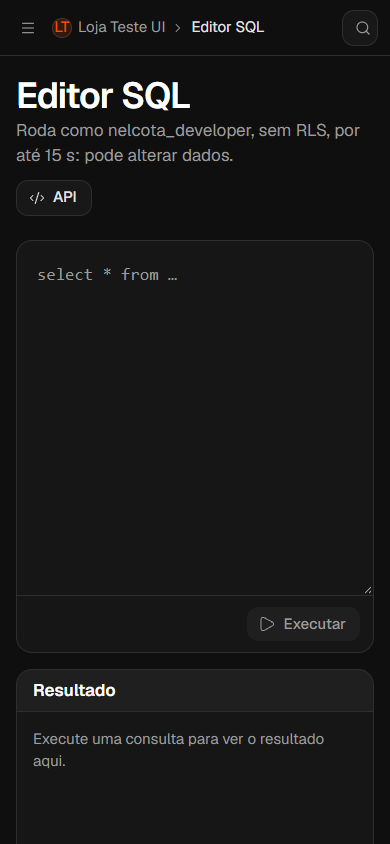 LT Loja Teste UI > Editor SQL
Editor SQL
Roda como nelcota_developer, sem RLS, por
até 15 s: pode alterar dados.
</> API
select * from …
Executar
Resultado
Execute uma consulta para ver o resultado
aqui.